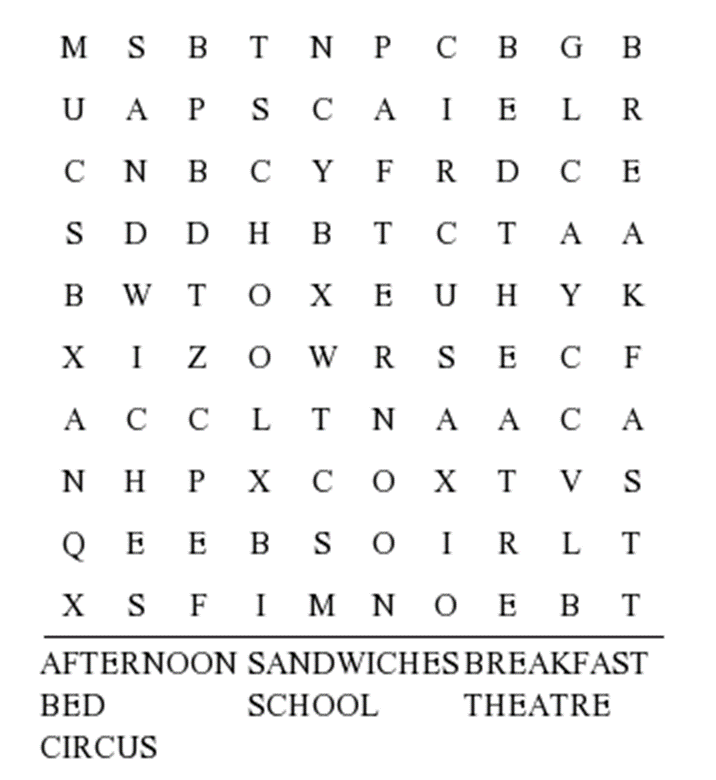 M S B T N P C B G B
U A P S C A I E L R
C N B C Y F R D C E
S D D H B T C T A A
B W T O X E U H Y K
X I Z O W R S E C F
A C C L T N A A C A
N H P X C O X T V S
Q E E B S O I R L T
X S F I M N O E B T
AFTERNOON SANDWICHES BREAKFAST
BED SCHOOL THEATRE
CIRCUS